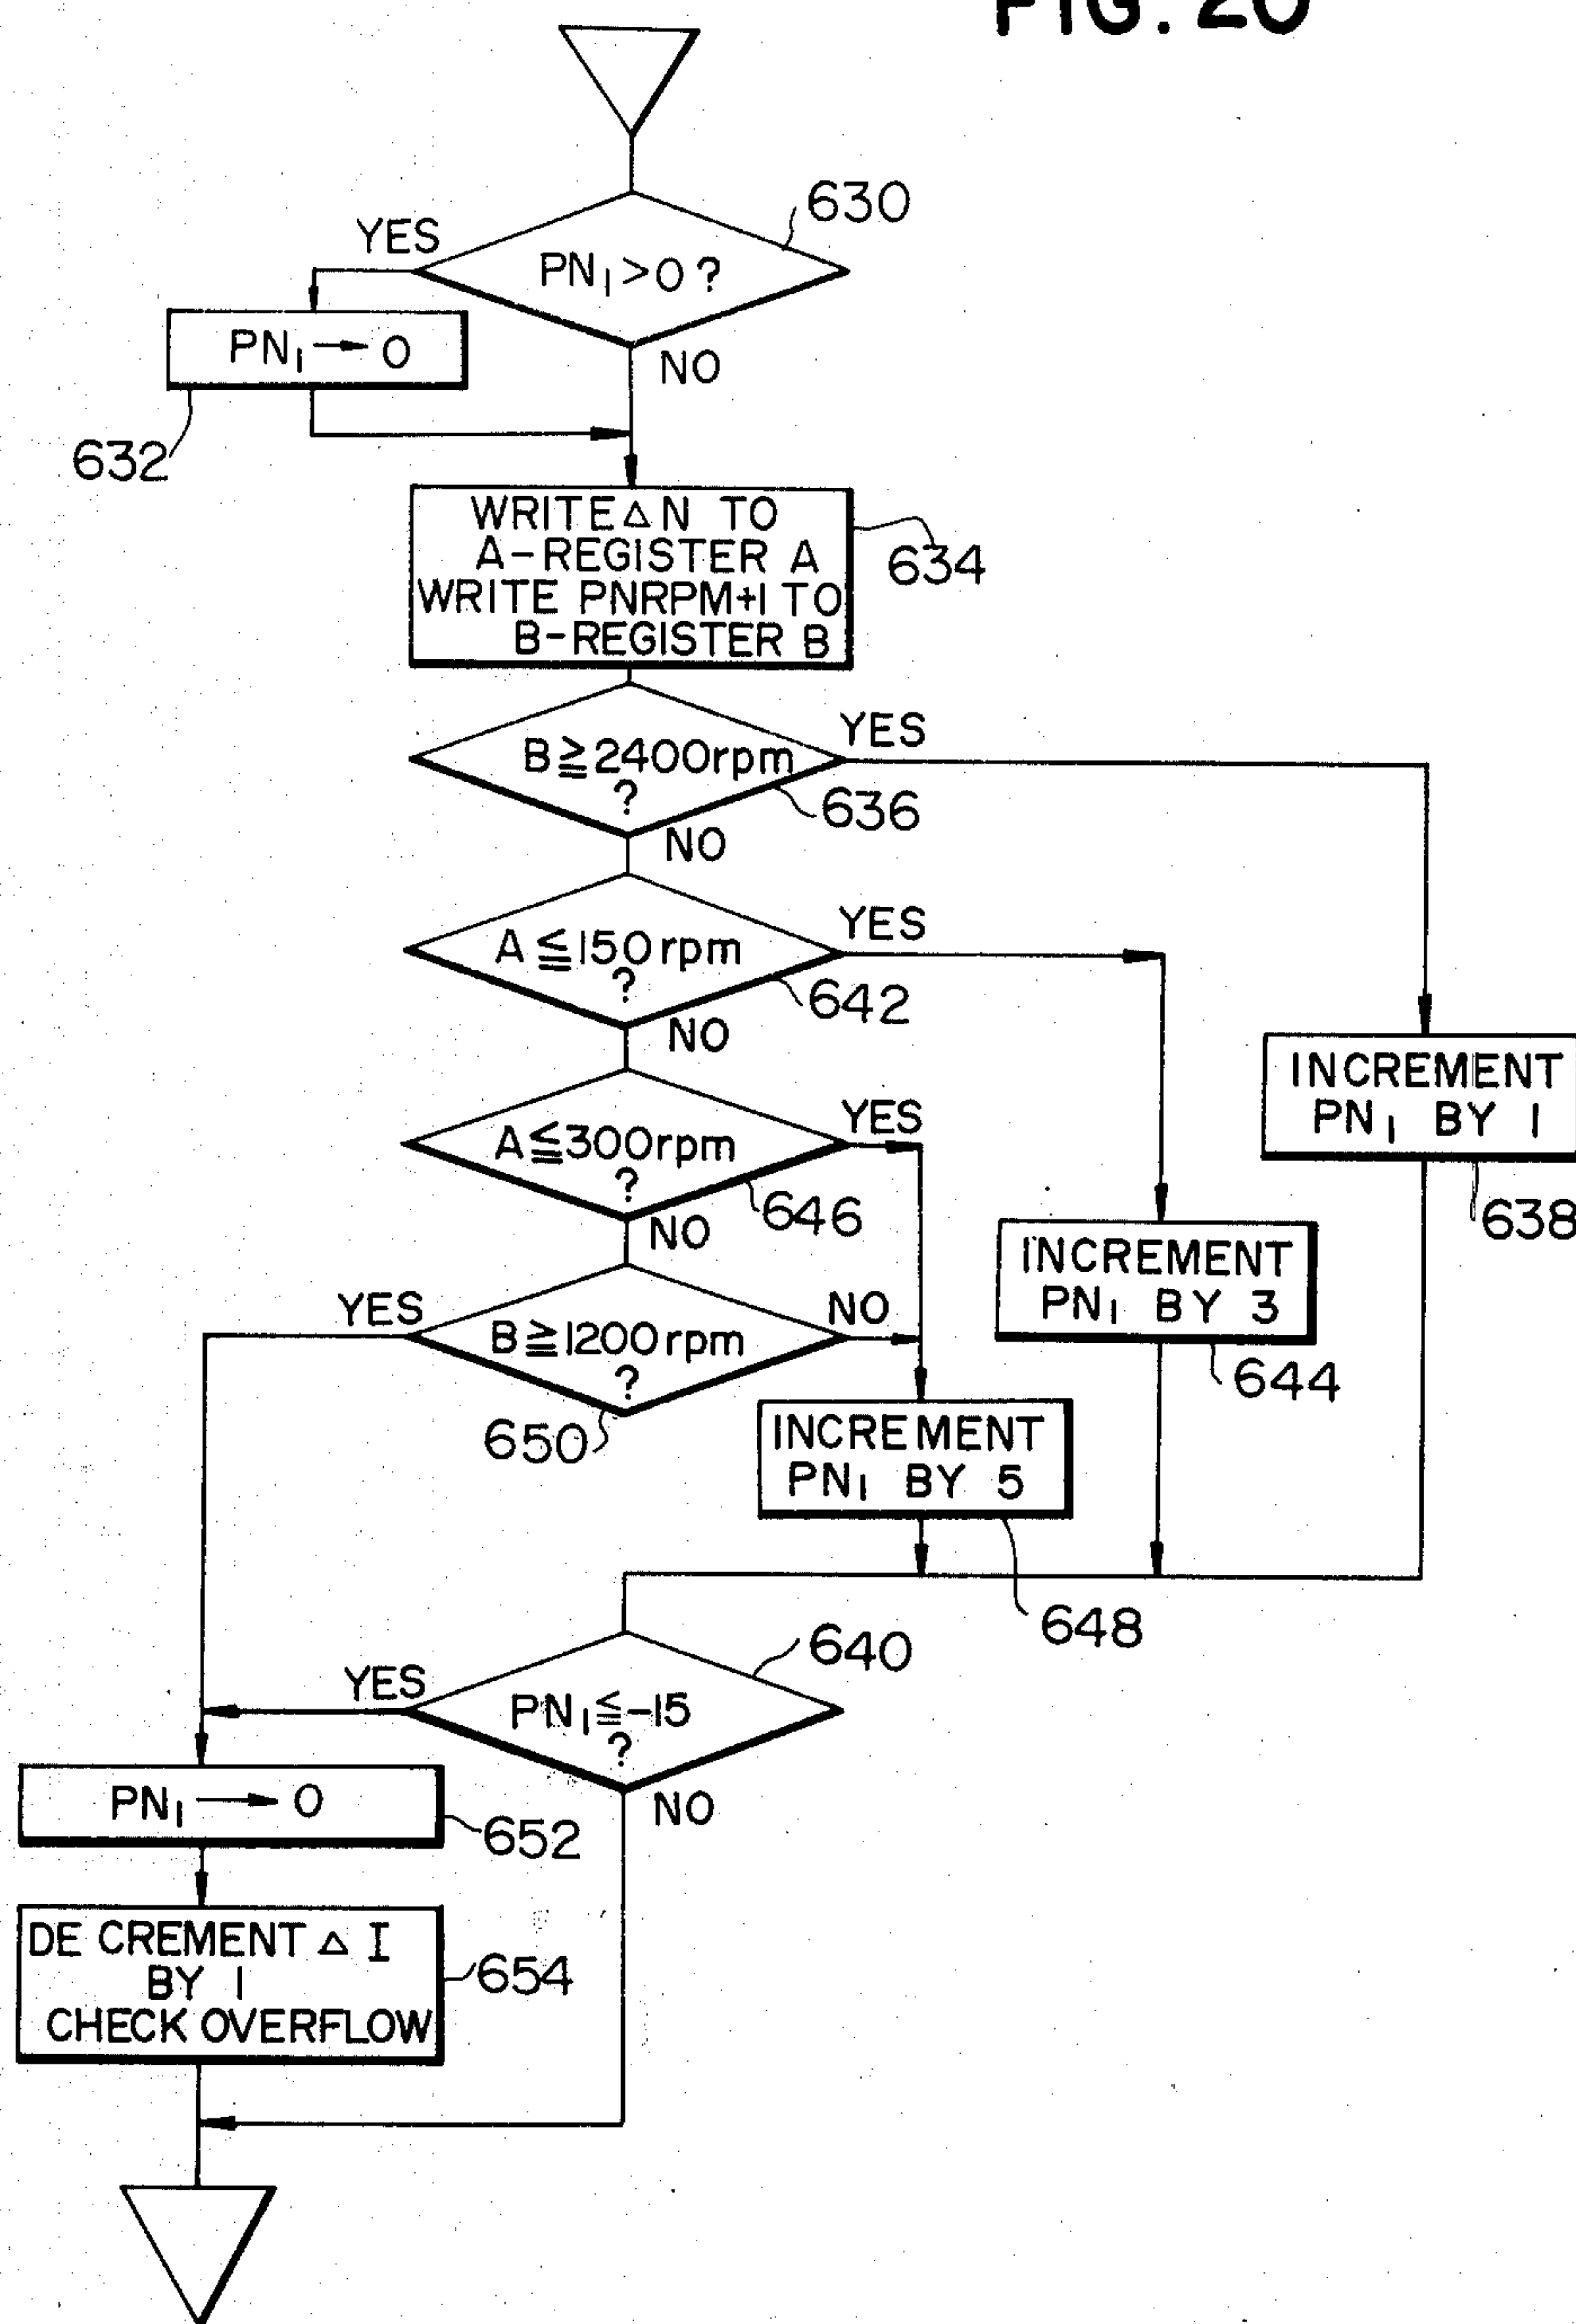 FIG. 20
630
YES
PN1 > 0 ?
PN1 → 0
NO
632
WRITE △ N TO
A-REGISTER A
WRITE PNRPM+1 TO
B-REGISTER B
634
YES
B ≧ 2400rpm
?
636
NO
YES
A ≦ 150rpm
?
642
NO
INCREMENT
PN1 BY 1
638
YES
A ≦ 300rpm
?
646
NO
INCREMENT
PN1 BY 3
644
YES
NO
B ≧ 1200rpm
?
650
INCREMENT
PN1 BY 5
648
640
YES
PN1 ≦ -15
?
NO
PN1 → 0
652
DE CREMENT △ I
BY 1
CHECK OVERFLOW
654